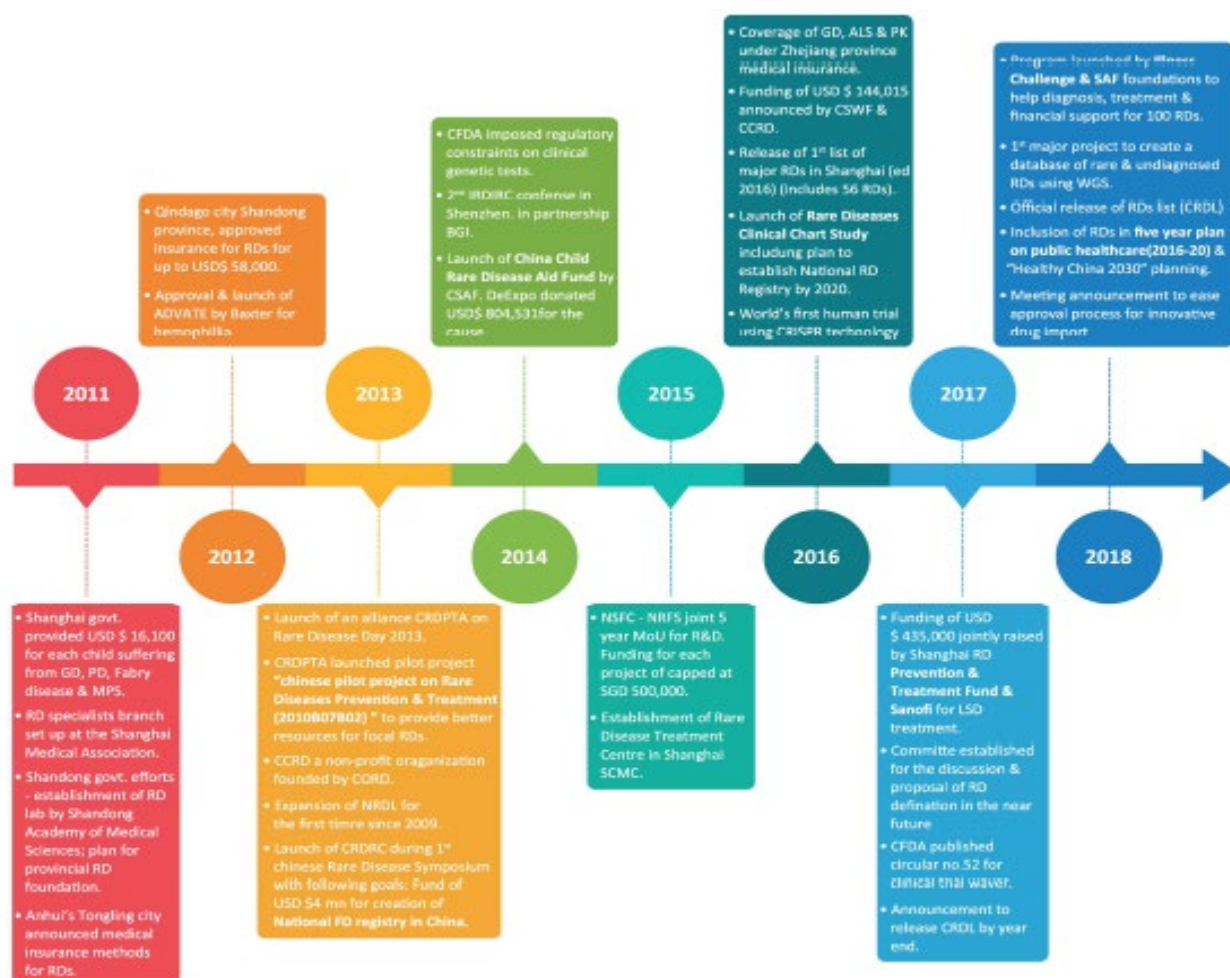 2011
• Shanghai govt.
provided USD $ 16,100
for each child suffering
from GD, PD, Fabry
disease & MPS.
• RD specialists branch
set up at the Shanghai
Medical Association.
• Shandong govt. efforts
- establishment of RD
lab by Shandong
Academy of Medical
Sciences; plan for
provincial RD
foundation.
• Anhui's Tongling city
announced medical
insurance methods
for RDs.
• Qindago city Shandong
province, approved
insurance for RDs for
up to USD$ 58,000.
• Approval & launch of
ADVATE by Baxter for
hemophilka
2012
2013
• Launch of an alliance CRDPTA on
Rare Disease Day 2013.
• CRDPTA launched pilot project
"chinese pilot project on Rare
Diseases Prevention & Treatment
(2010B07B02) " to provide better
resources for focal RDs.
• CCRD a non-profit oraganization
founded by CORD.
• Expansion of NRDL for
the first timre since 2009.
• Launch of CRDRC during 1st
chinese Rare Disease Symposium
with following goals: Fund of
USD $4 mn for creation of
National FD registry in China.
• CFDA imposed regulatory
constraints on clinical
genetic tests.
• 2nd IRDIRC confense in
Shenzhen. in partnership
BGI.
• Launch of China Child
Rare Disease Aid Fund by
CSAF. DeExpo donated
USD$ 804,531for the
cause
2014
2015
• NSFC - NRFS joint 5
year MoU for R&D.
Funding for each
project of capped at
SGD 500,000.
• Establishment of Rare
Disease Treatment
Centre in Shanghai
SCMC.
• Coverage of GD, ALS & PK
under Zhejiang province
medical insurance.
• Funding of USD $ 144,015
announced by CSWF &
CCRD.
• Release of 1st list of
major RDs in Shanghai (ed
2016) (includes 56 RDs).
• Launch of Rare Diseases
Clinical Chart Study
includung plan to
establish National RD
Registry by 2020.
• World's first human trial
using CRISPR technology
2016
2017
• Funding of USD
$ 435,000 jointly raised
by Shanghai RD
Prevention &
Treatment Fund &
Sanofi for LSD
treatment.
• Committe established
for the discussion &
proposal of RD
defination in the near
future
• CFDA published
circular no.52 for
clinical thal waver.
• Announcement to
release CRDL by year
end.
• Program launched by Illness
Challenge & SAF foundations to
help diagnosis, treatment &
financial support for 100 RDs.
• 1st major project to create a
database of rare & undiagnosed
RDs using WGS.
• Official release of RDs list (CRDL)
• Inclusion of RDs in five year plan
on public healthcare(2016-20) &
"Healthy China 2030" planning.
• Meeting announcement to ease
approval process for innovative
drug import
2018